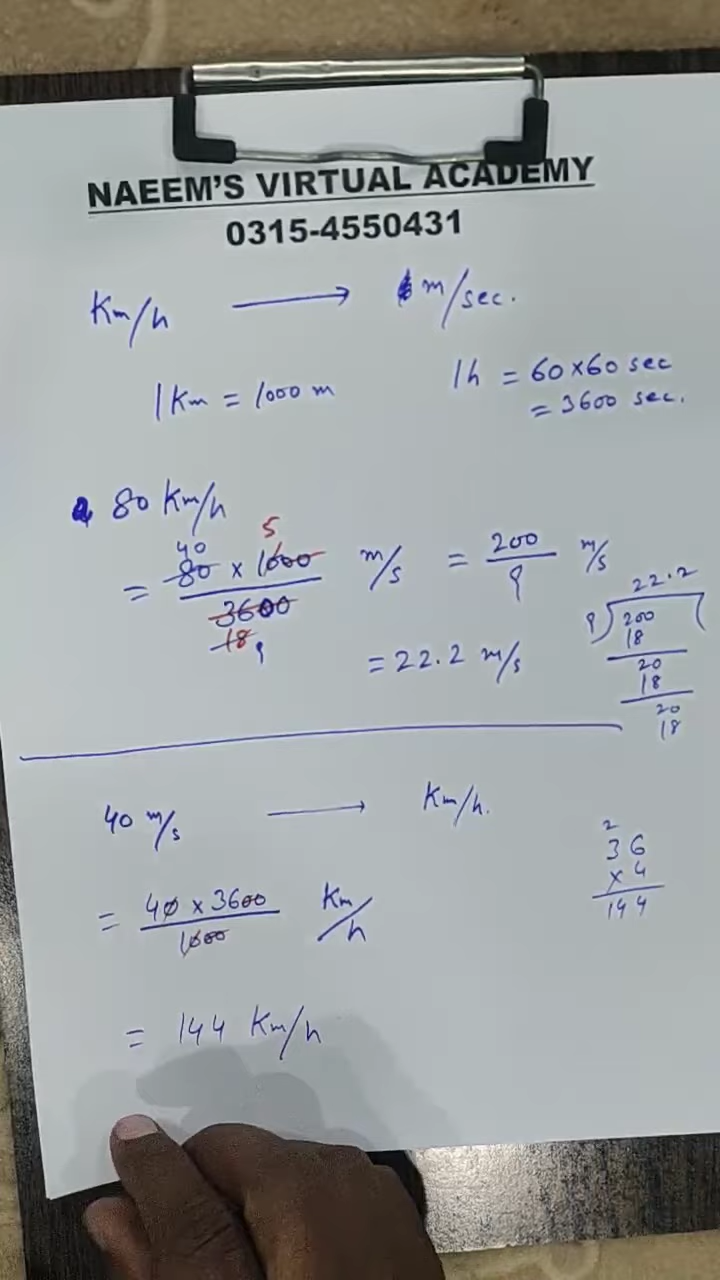 NAEEM'S VIRTUAL ACADEMY
0315-4550431
Km/h ⟶ m/sec.
1 Km = 1000 m
1h = 60×60 sec
= 3600 sec.
80 Km/h
40 5
= 80 × 1000 / 3600 m/s = 200/9 m/s
18 9
= 22.2 m/s
22.2
9 ) 200
18
20
18
20
18
40 m/s ⟶ Km/h.
= 40 × 3600 / 1000 Km/h
2
36
×4
144
= 144 Km/h